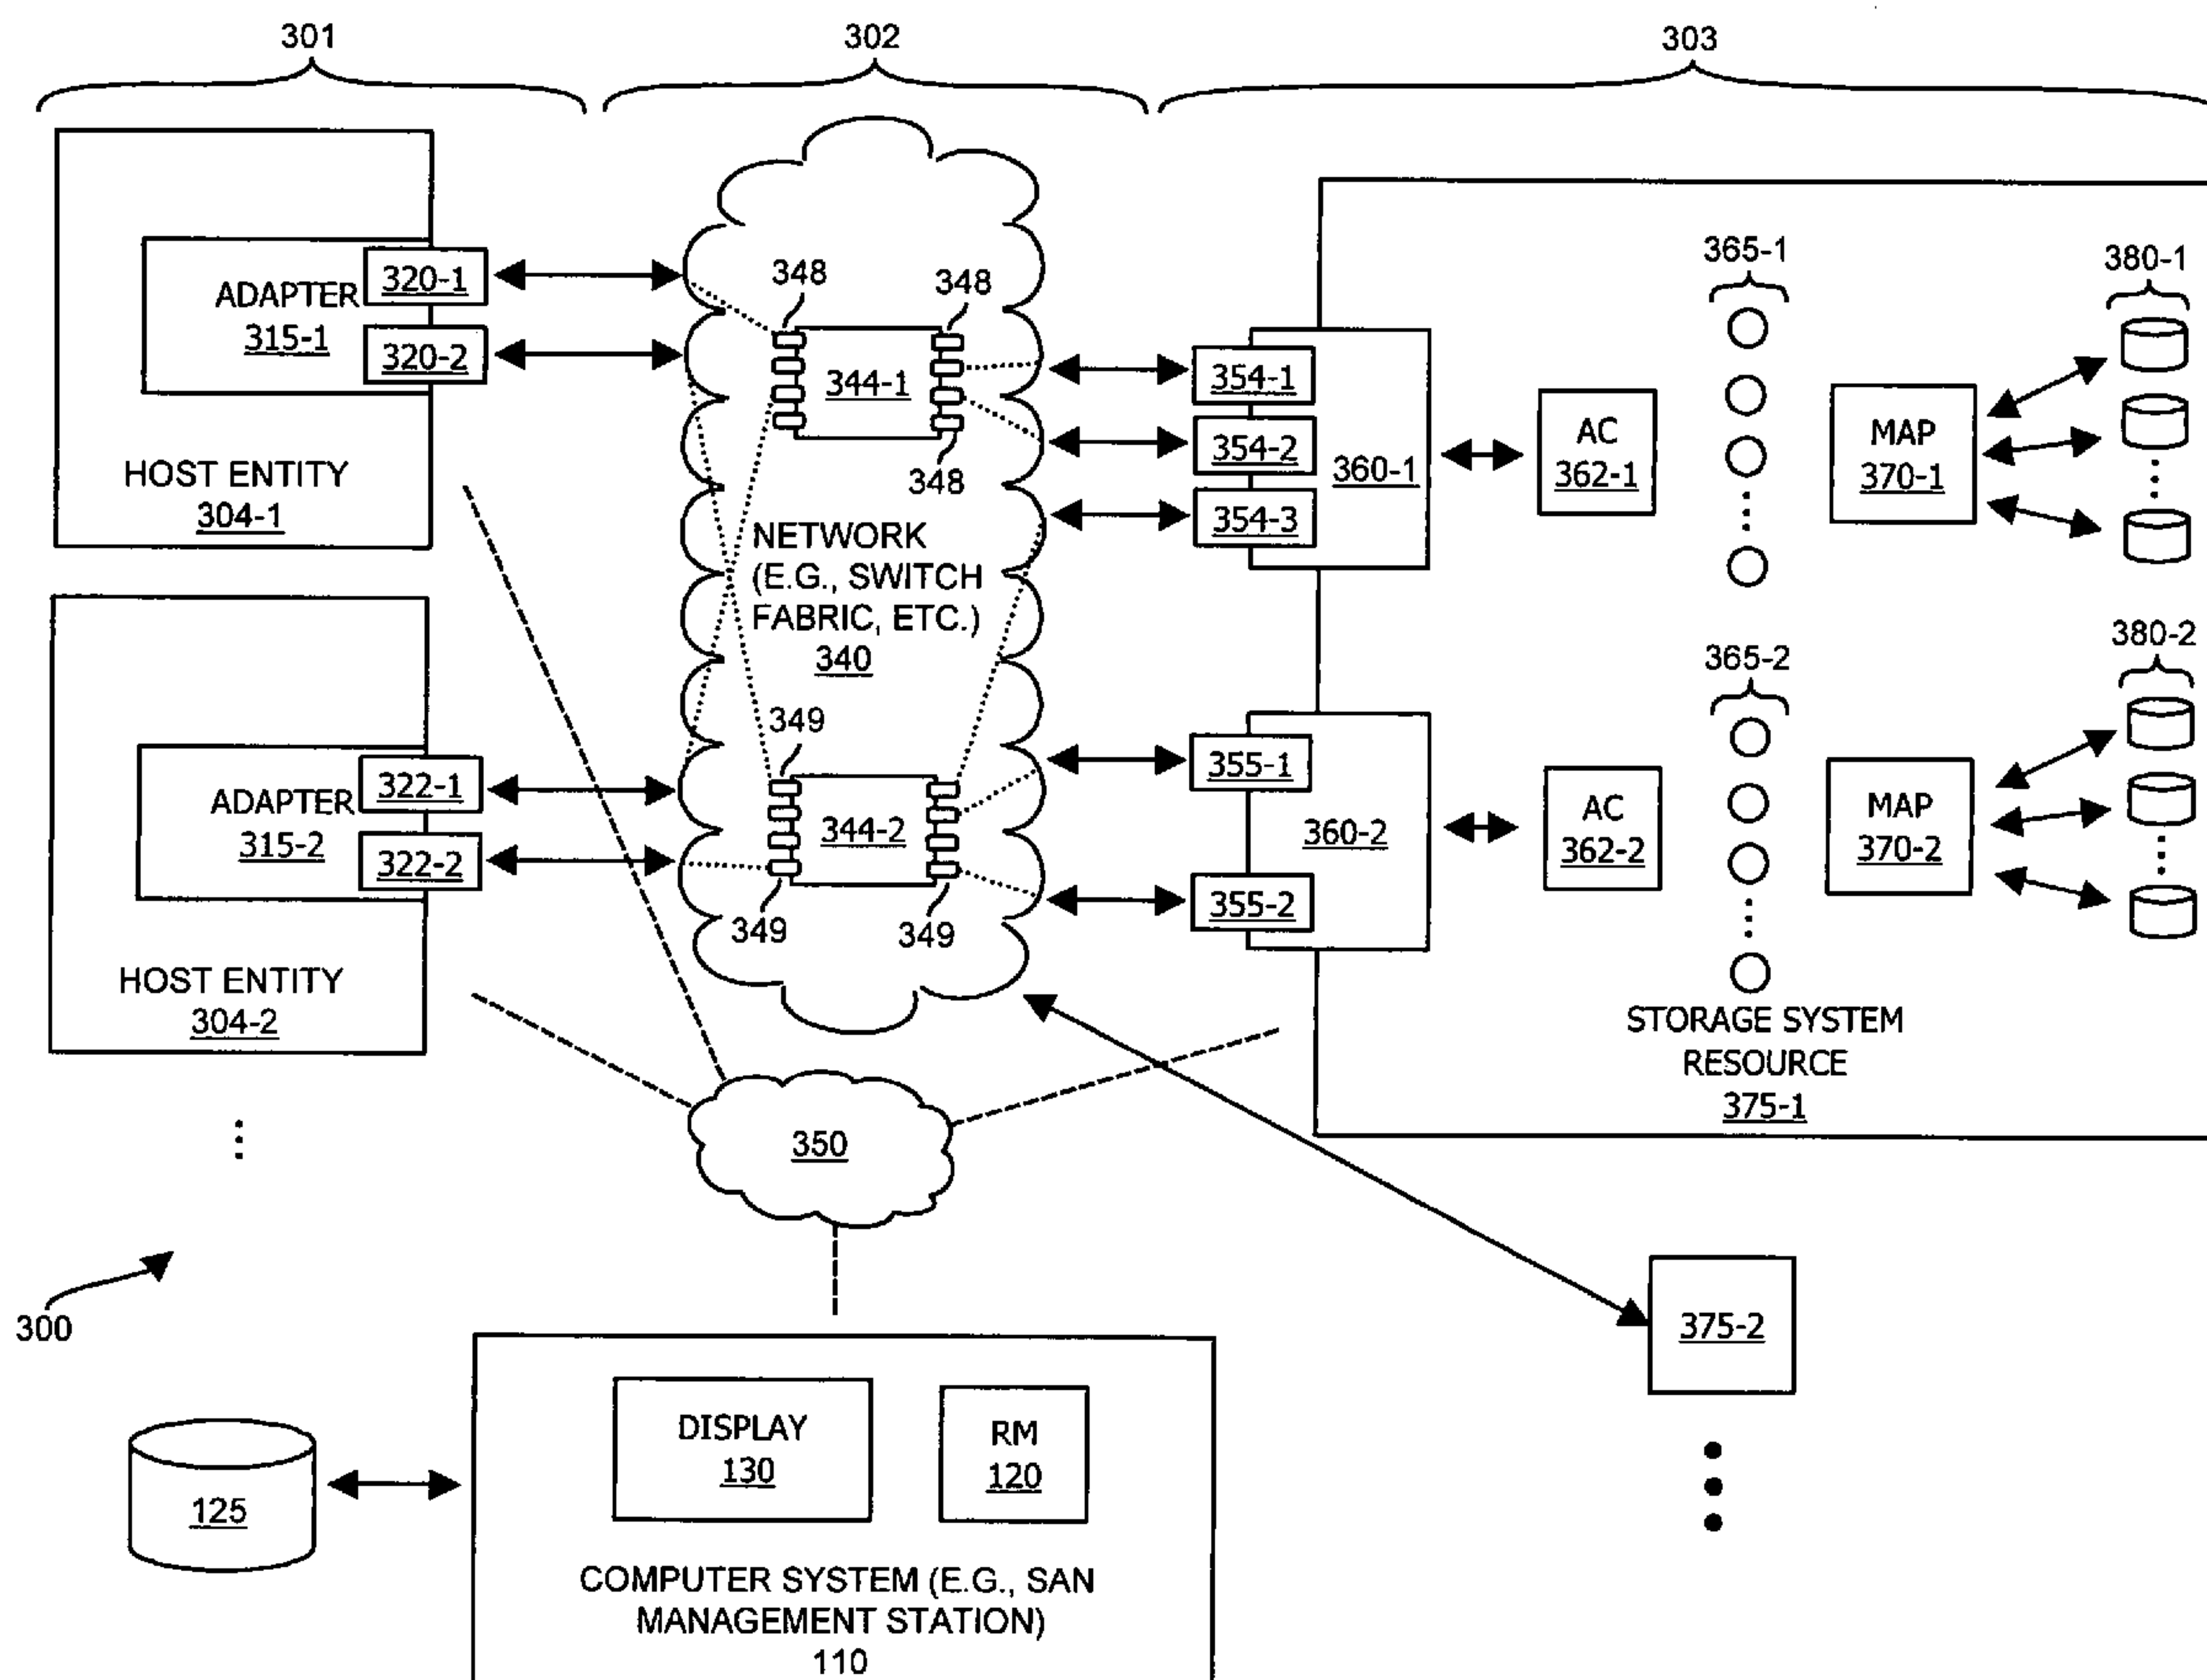 301
302
303
320-1
ADAPTER
315-1
320-2
HOST ENTITY
304-1
348
348
344-1
348
NETWORK
(E.G., SWITCH
FABRIC, ETC.)
340
354-1
354-2
354-3
360-1
AC
362-1
365-1
MAP
370-1
380-1
322-1
ADAPTER
315-2
322-2
HOST ENTITY
304-2
349
344-2
349
349
355-1
355-2
360-2
AC
362-2
365-2
MAP
370-2
380-2
STORAGE SYSTEM
RESOURCE
375-1
350
300
375-2
125
DISPLAY
130
RM
120
COMPUTER SYSTEM (E.G., SAN
MANAGEMENT STATION)
110